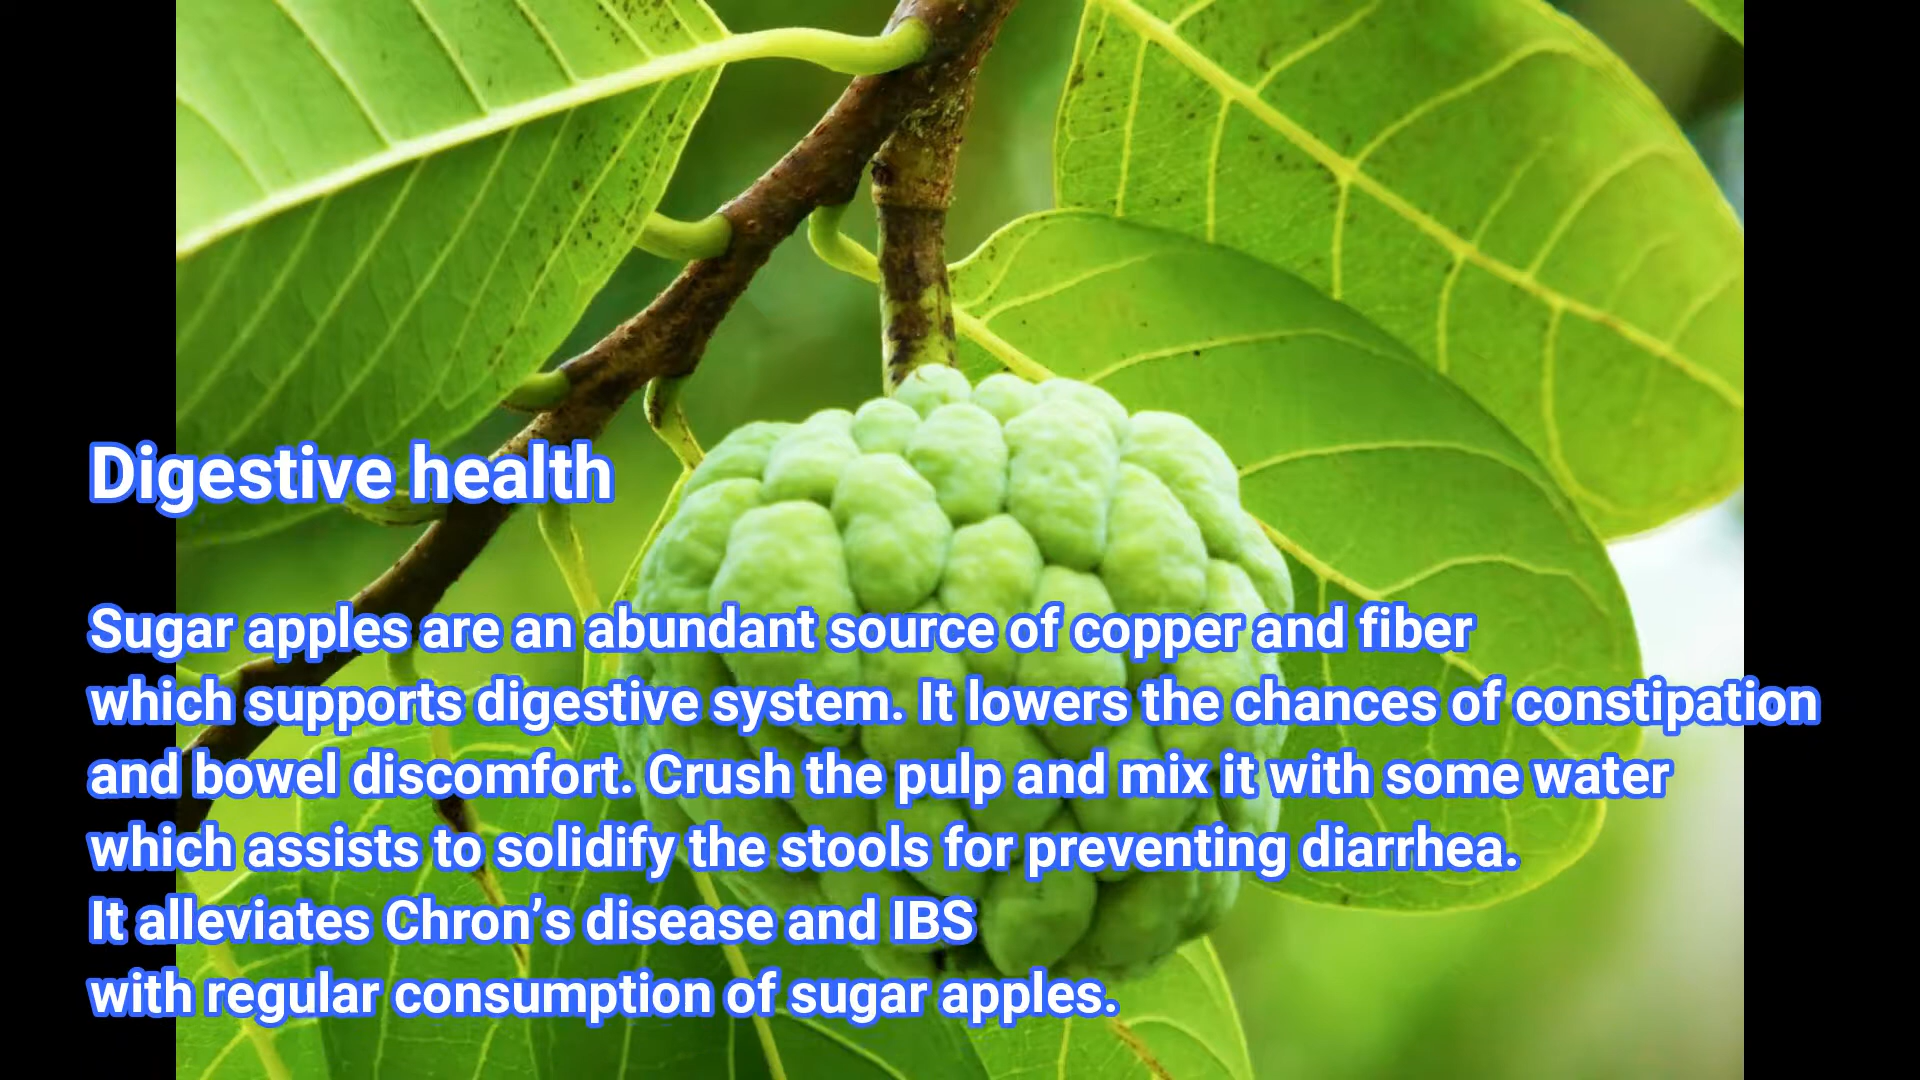 Digestive health
Sugar apples are an abundant source of copper and fiber
which supports digestive system. It lowers the chances of constipation
and bowel discomfort. Crush the pulp and mix it with some water
which assists to solidify the stools for preventing diarrhea.
It alleviates Chron’s disease and IBS
with regular consumption of sugar apples.